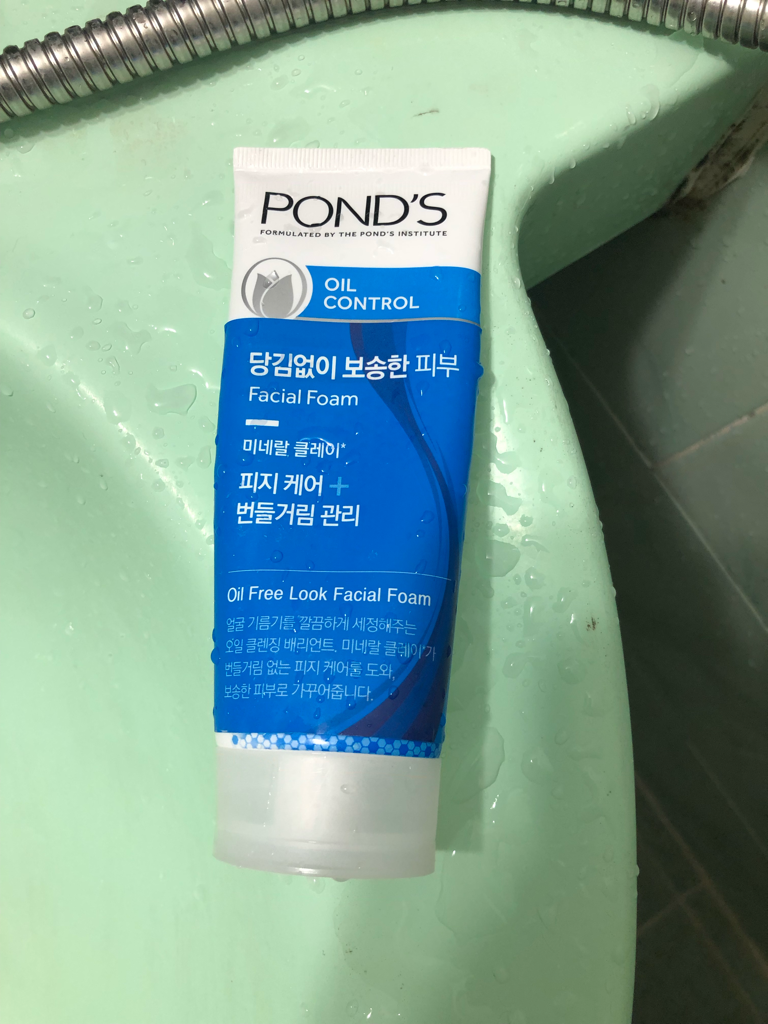 POND'S
FORMULATED BY THE POND'S INSTITUTE
OIL
CONTROL
당김없이 보송한 피부
Facial Foam
미네랄 클레이*
피지 케어 +
번들거림 관리
Oil Free Look Facial Foam
얼굴 기름기를 깔끔하게 세정해주는
오일 클렌징 배리언트. 미네랄 클레이*가
번들거림 없는 피지 케어를 도와,
보송한 피부로 가꾸어줍니다.